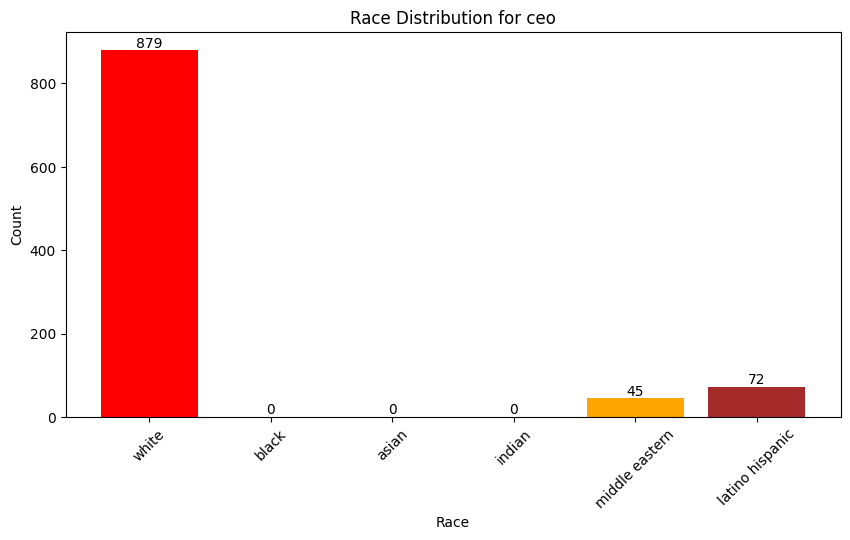 Race Distribution for ceo
879
800
600
400
200
0
0
0
0
45
72
Count
white
black
asian
indian
middle eastern
latino hispanic
Race